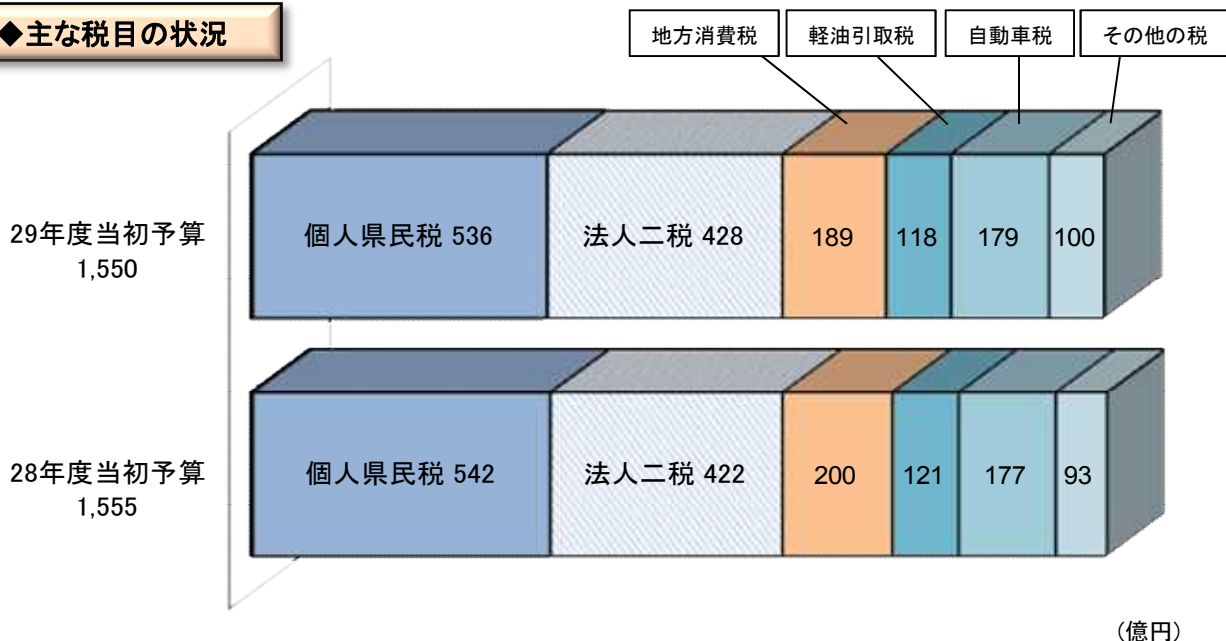 ◆主な税目の状況
地方消費税 軽油引取税 自動車税 その他の税
29年度当初予算
1,550
個人県民税 536 法人二税 428 189 118 179 100
28年度当初予算
1,555
個人県民税 542 法人二税 422 200 121 177 93
(億円)